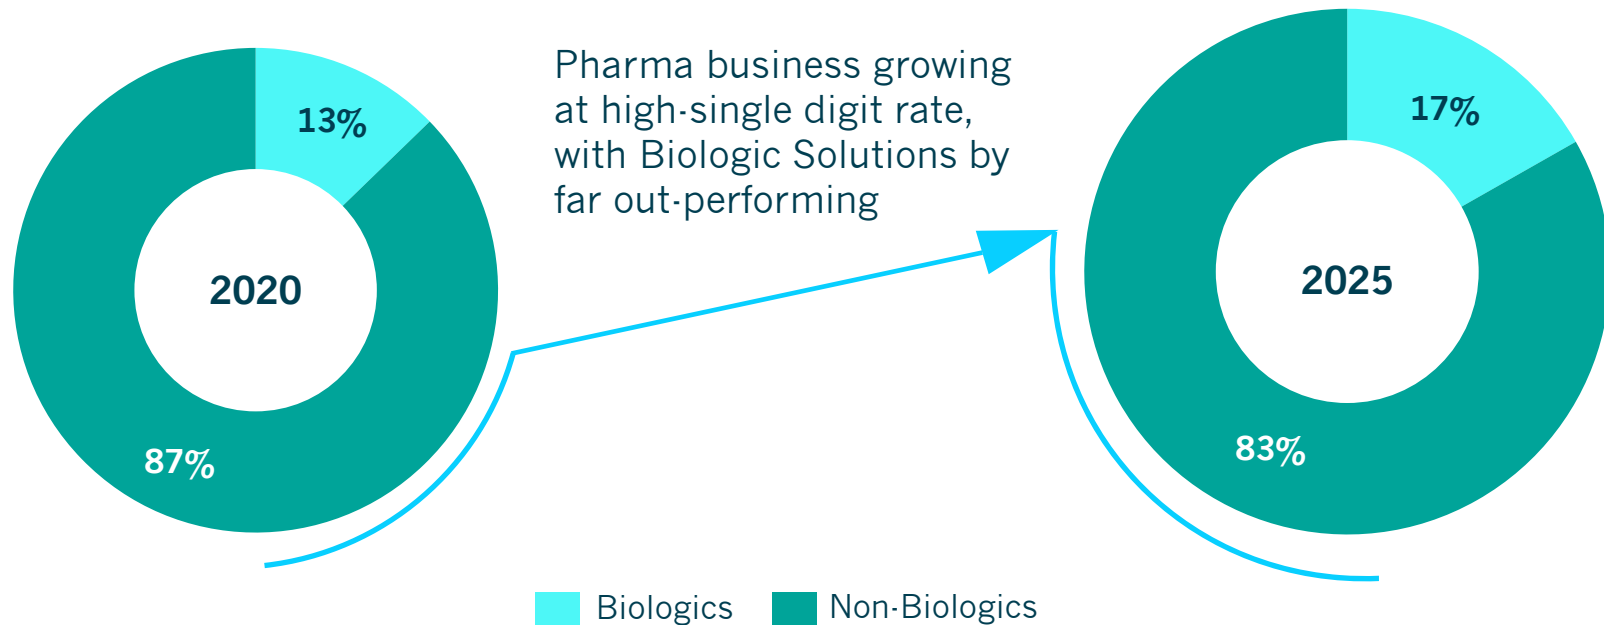 Pharma business growing
at high-single digit rate,
with Biologic Solutions by
far out-performing
13%
2020
87%
17%
2025
83%
Biologics
Non-Biologics